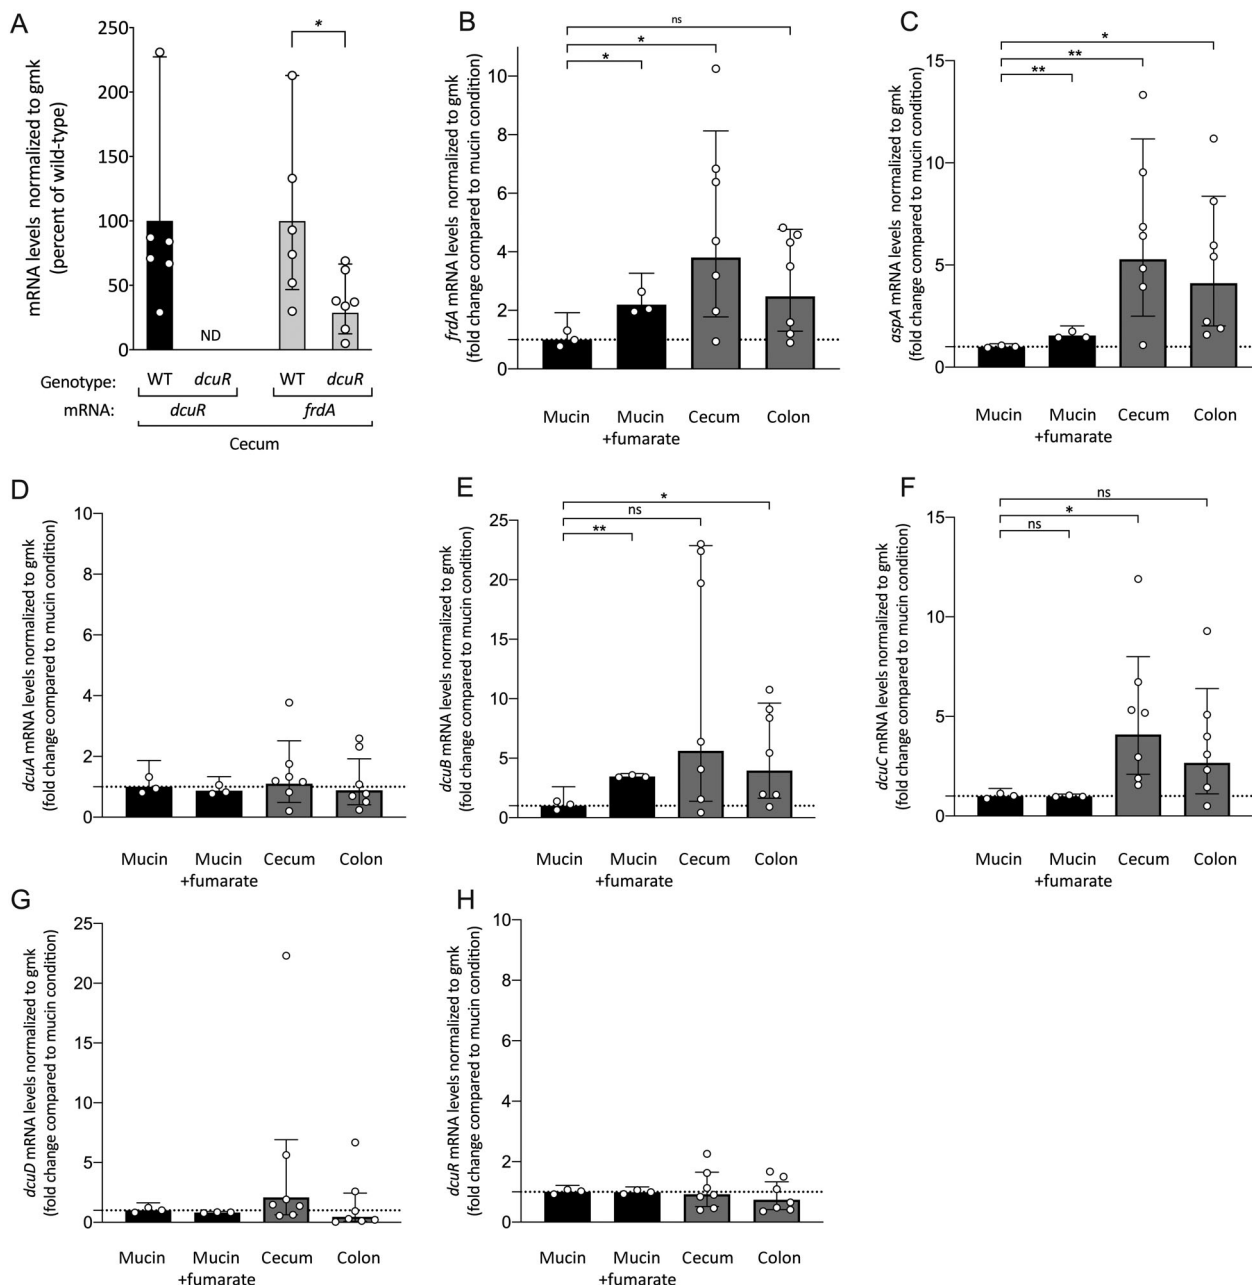 A
mRNA levels normalized to gmk
(percent of wild-type)
250
200
150
100
50
0
*
ND
Genotype: WT dcuR WT dcuR
mRNA: dcuR frdA
Cecum
B
frdA mRNA levels normalized to gmk
(fold change compared to mucin condition)
10
8
6
4
2
0
ns
*
*
Mucin Mucin Cecum Colon
+fumarate
C
aspA mRNA levels normalized to gmk
(fold change compared to mucin condition)
15
10
5
0
*
**
**
Mucin Mucin Cecum Colon
+fumarate
D
dcuA mRNA levels normalized to gmk
(fold change compared to mucin condition)
10
8
6
4
2
0
Mucin Mucin Cecum Colon
+fumarate
E
dcuB mRNA levels normalized to gmk
(fold change compared to mucin condition)
25
20
15
10
5
0
*
ns
**
Mucin Mucin Cecum Colon
+fumarate
F
dcuC mRNA levels normalized to gmk
(fold change compared to mucin condition)
15
10
5
0
ns
*
ns
Mucin Mucin Cecum Colon
+fumarate
G
dcuD mRNA levels normalized to gmk
(fold change compared to mucin condition)
25
20
15
10
5
0
Mucin Mucin Cecum Colon
+fumarate
H
dcuR mRNA levels normalized to gmk
(fold change compared to mucin condition)
10
8
6
4
2
0
Mucin Mucin Cecum Colon
+fumarate